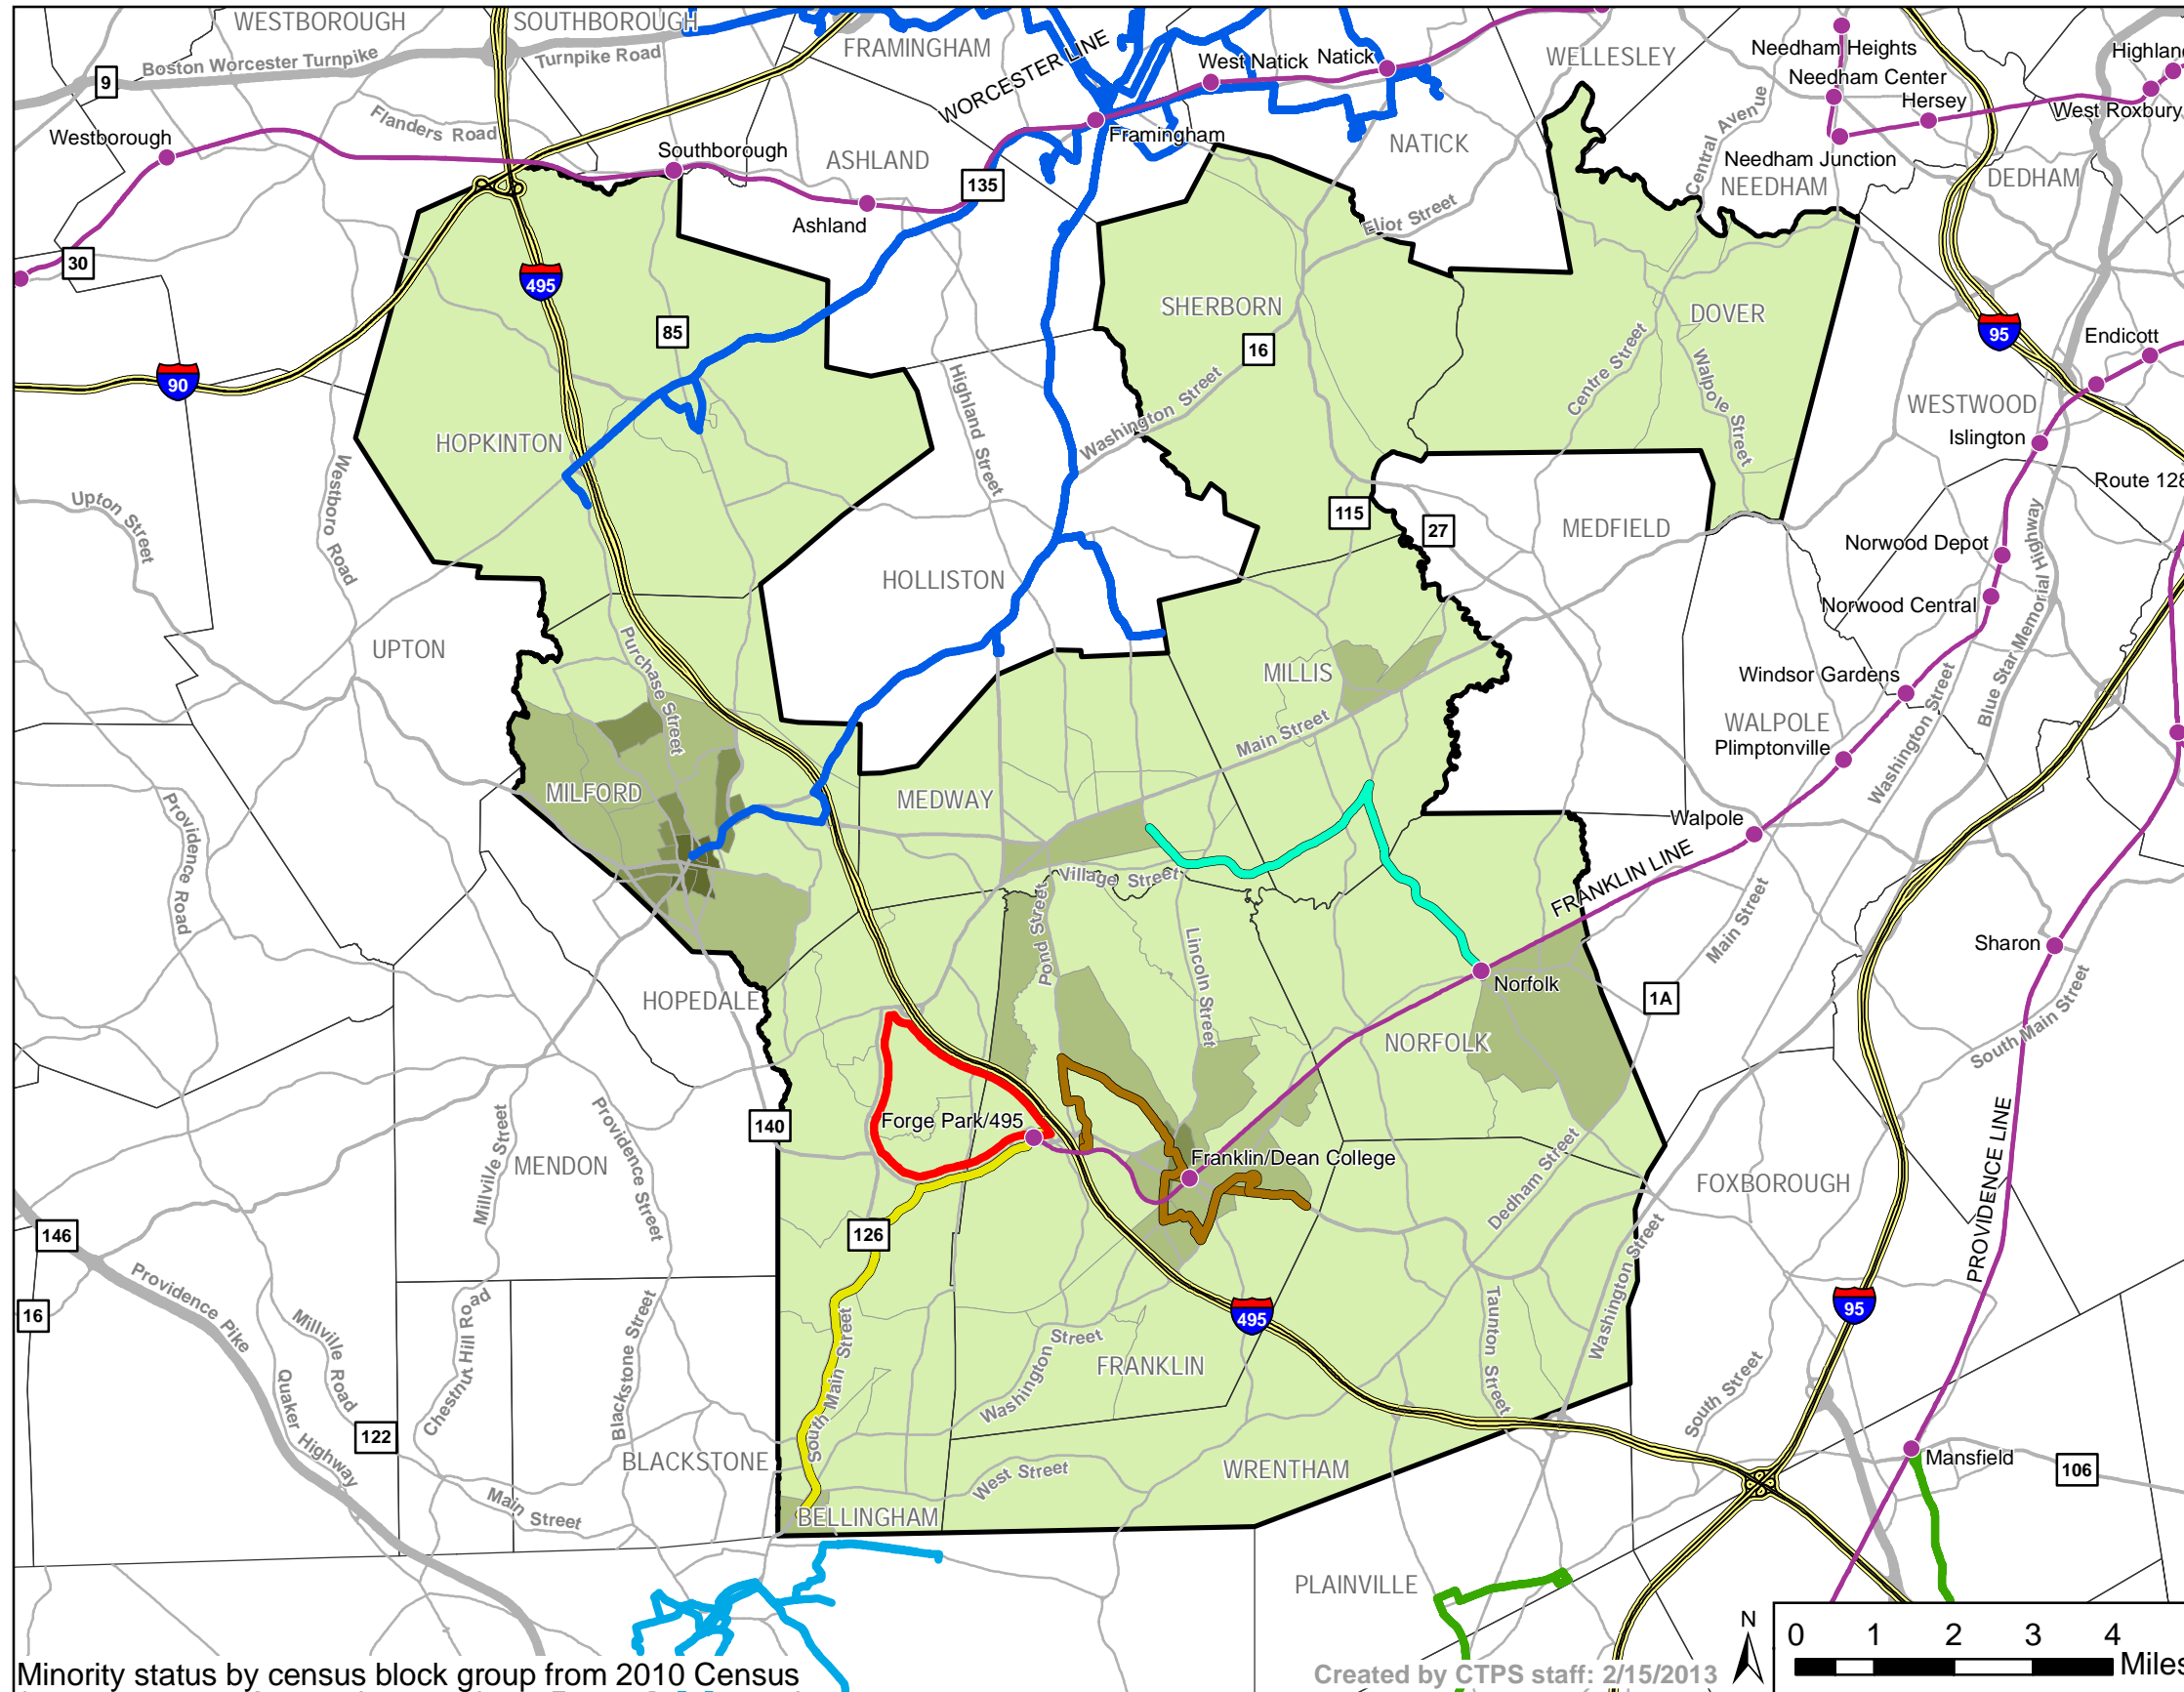 WESTBOROUGH
SOUTHBOROUGH
FRAMINGHAM
WELLESLEY
Boston Worcester Turnpike
Turnpike Road
9
WORCESTER LINE
West Natick
Natick
Needham Heights
Needham Center
Hersey
West Roxbury
Flanders Road
Westborough
Southborough
ASHLAND
Framingham
NATICK
Central Avenue
Needham Junction
NEEDHAM
DEDHAM
135
Ashland
Eliot Street
30
495
SHERBORN
DOVER
85
16
95
Endicott
90
Highland Street
Washington Street
Centre Street
Walpole Street
WESTWOOD
Islington
HOPKINTON
Westboro Road
Upton Street
115
27
MEDFIELD
Route 128
Norwood Depot
Blue Star Memorial Highway
HOLLISTON
Norwood Central
UPTON
Purchase Street
MILLIS
Windsor Gardens
Main Street
WALPOLE
Plimptonville
Washington Street
MILFORD
MEDWAY
Walpole
Providence Road
Village Street
FRANKLIN LINE
Pond Street
Lincoln Street
Main Street
Sharon
HOPEDALE
Norfolk
1A
NORFOLK
South Main Street
140
Forge Park/495
Millville Street
Providence Street
MENDON
Franklin/Dean College
Dedham Street
FOXBOROUGH
PROVIDENCE LINE
146
126
Providence Pike
16
Millville Road
Chestnut Hill Road
Blackstone Street
South Main Street
Washington Street
FRANKLIN
495
Taunton Street
Washington Street
95
Quaker Highway
122
South Street
BLACKSTONE
West Street
WRENTHAM
Mansfield
106
Main Street
BELLINGHAM
PLAINVILLE
N
0 1 2 3 4
Miles
Minority status by census block group from 2010 Census
Created by CTPS staff: 2/15/2013